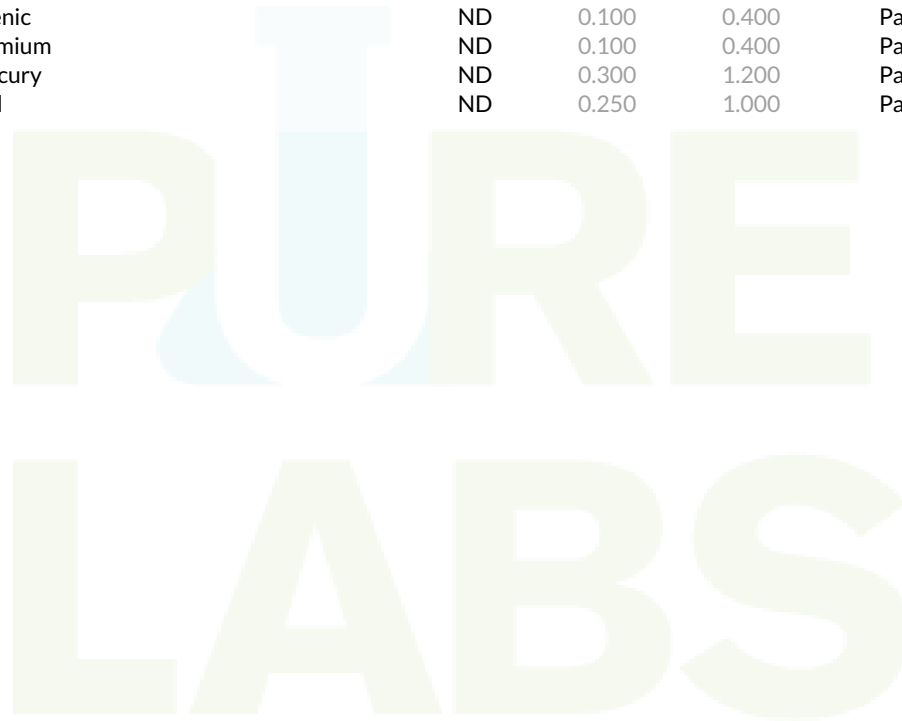 enic ND 0.100 0.400 Pa
mium ND 0.100 0.400 Pa
cury ND 0.300 1.200 Pa
ND 0.250 1.000 Pa
PURE
LABS